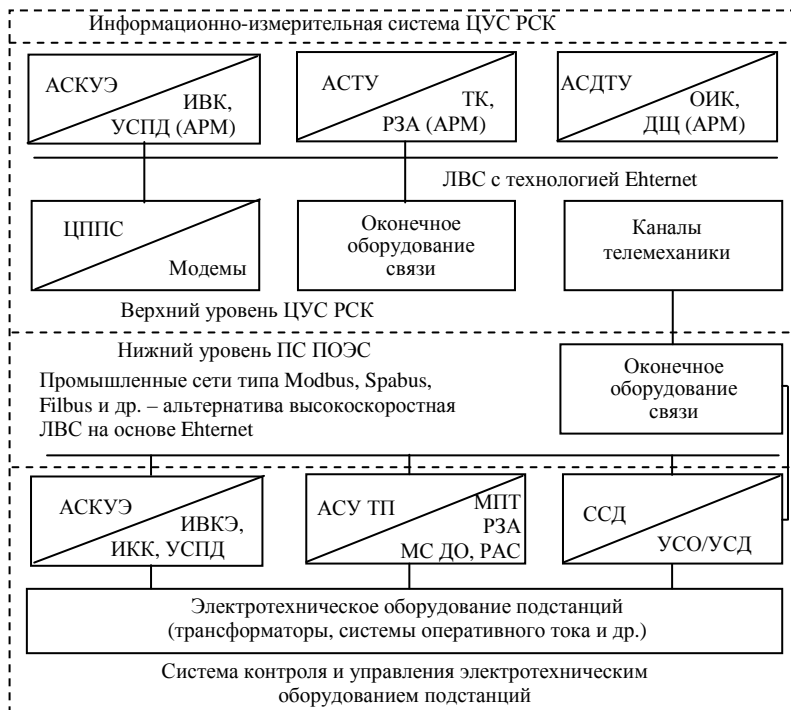 Информационно-измерительная система ЦУС РСК
АСКУЭ
ИВК,
УСПД (АРМ)
АСТУ
ТК,
РЗА (АРМ)
АСДТУ
ОИК,
ДЩ (АРМ)
ЛВС с технологией Ehternet
ЦППС
Модемы
Оконечное
оборудование
связи
Каналы
телемеханики
Верхний уровень ЦУС РСК
Нижний уровень ПС ПОЭС
Промышленные сети типа Modbus, Spabus,
Filbus и др. – альтернатива высокоскоростная
ЛВС на основе Ehternet
Оконечное
оборудование
связи
АСКУЭ
ИВКЭ,
ИКК, УСПД
АСУ ТП
МПТ
РЗА
МС ДО, РАС
ССД
УСО/УСД
Электротехническое оборудование подстанций
(трансформаторы, системы оперативного тока и др.)
Система контроля и управления электротехническим
оборудованием подстанций